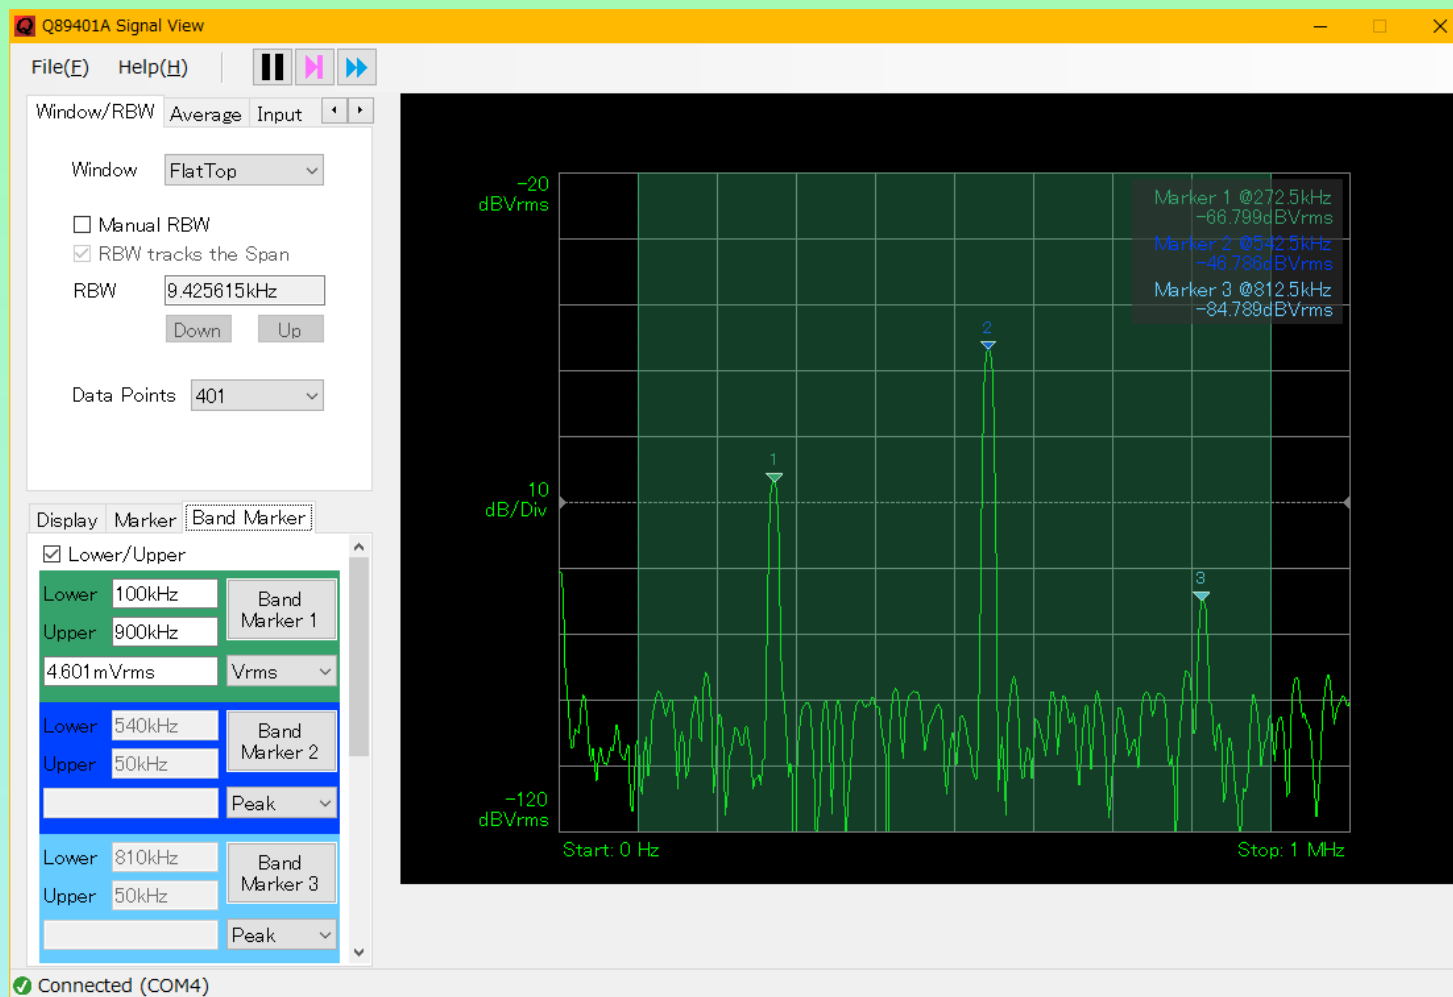 Q89401A Signal View
File(F) Help(H)
Window/RBW Average Input
Window FlatTop
Manual RBW
RBW tracks the Span
RBW 9.425615kHz
Down Up
Data Points 401
Display Marker Band Marker
Lower/Upper
Lower 100kHz Band Marker 1
Upper 900kHz
4.601mVrms Vrms
Lower 540kHz Band Marker 2
Upper 50kHz
Peak
Lower 810kHz Band Marker 3
Upper 50kHz
Peak
-20
dBVrms
10
dB/Div
-120
dBVrms
Marker 1 @272.5kHz
-66.799dBVrms
Marker 2 @542.5kHz
-46.786dBVrms
Marker 3 @812.5kHz
-84.789dBVrms
2
1
3
Start: 0 Hz Stop: 1 MHz
Connected (COM4)